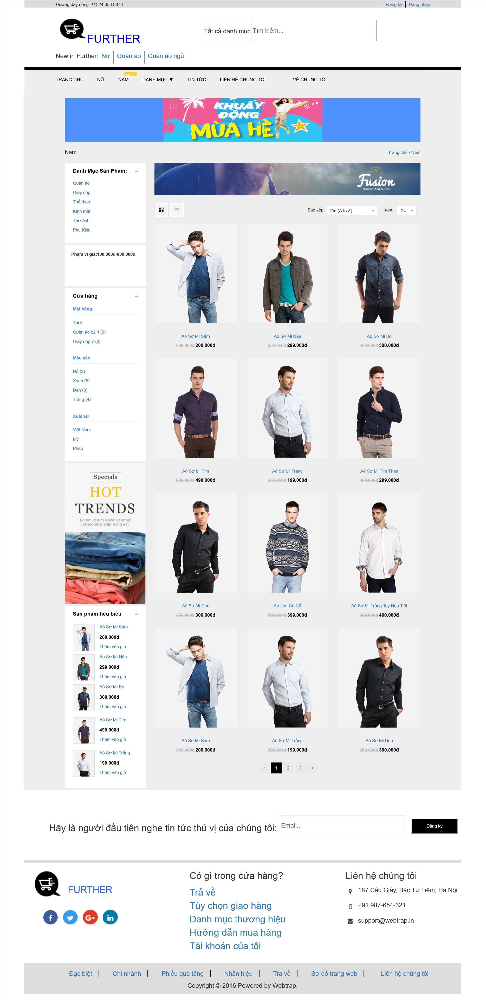 Đường dây nóng: +1324 353 9878
Đăng ký
Đăng nhập
FURTHER
Tất cả danh mục
Tìm kiếm...
New in Further: Nữ Quần áo Quần áo ngủ
NEW
TRANG CHỦ NỮ NAM DANH MỤC ▼ TIN TỨC LIÊN HỆ CHÚNG TÔI VỀ CHÚNG TÔI
KHUẤY
ĐỘNG
MÙA HÈ
Nam
Trang chủ \ Nam
Danh Mục Sản Phẩm:
Quần áo
Giày dép
Thể thao
Kính mắt
Túi sách
Phụ Kiện
Phạm vi giá:100.000đ-800.000đ
Cửa hàng
Mặt hàng
Túi 5
Quần áo x2 4 (0)
Giày dép 7 (0)
Màu sắc
Đỏ (2)
Xanh (5)
Đen (0)
Trắng (4)
Xuất sứ
Việt Nam
Mỹ
Pháp
Specials
HOT
TRENDS
Lorem ipsum dolor sit amet,
consectetur adipiscing elit.
Sản phẩm tiêu biểu
Aó Sơ Mi Sám
200.000đ
Thêm vào giỏ
Áo Sơ Mi Nâu
299.000đ
Thêm vào giỏ
Aó Sơ Mi Bò
300.000đ
Thêm vào giỏ
Aó Sơ Mi Tím
499.000đ
Thêm vào giỏ
Aó Sơ Mi Trắng
199.000đ
Thêm vào giỏ
Fusion
Responsive Shopify Theme
Sắp xếp Tên (A to Z) Xem 24
Aó Sơ Mi Sám
399.000đ 200.000đ
Aó Sơ Mi Nâu
350.000đ 299.000đ
Áo Sơ Mi Bò
400.000đ 300.000đ
Aó Sơ Mi Tím
599.000đ 499.000đ
Aó Sơ Mi Trắng
300.000đ 199.000đ
Aó Sơ Mi Tím Than
400.000đ 299.000đ
Aó Sơ Mi Đen
350.000đ 300.000đ
Aó Len Có Cổ
500.000đ 399.000đ
Aó Sơ Mi Trắng Tay Họa Tiết
600.000đ 400.000đ
Aó Sơ Mi Sám
399.000đ 200.000đ
Aó Sơ Mi Trắng
300.000đ 199.000đ
Aó Sơ Mi Đen
350.000đ 300.000đ
‹ 1 2 3 ›
Hãy là người đầu tiên nghe tin tức thú vị của chúng tôi:
Email...
Đăng ký
FURTHER
Có gì trong cửa hàng?
Trả về
Tùy chọn giao hàng
Danh mục thương hiệu
Hướng dẫn mua hàng
Tài khoản của tôi
Liên hệ chúng tôi
187 Cầu Giấy, Băc Từ Liêm, Hà Nội
+91 987-654-321
support@webtrap.in
Đặc biệt Chi nhánh Phiếu quà tặng Nhãn hiệu Trả về Sơ đồ trang web Liên hệ chúng tôi
Copyright © 2016 Powered by Webtrap.